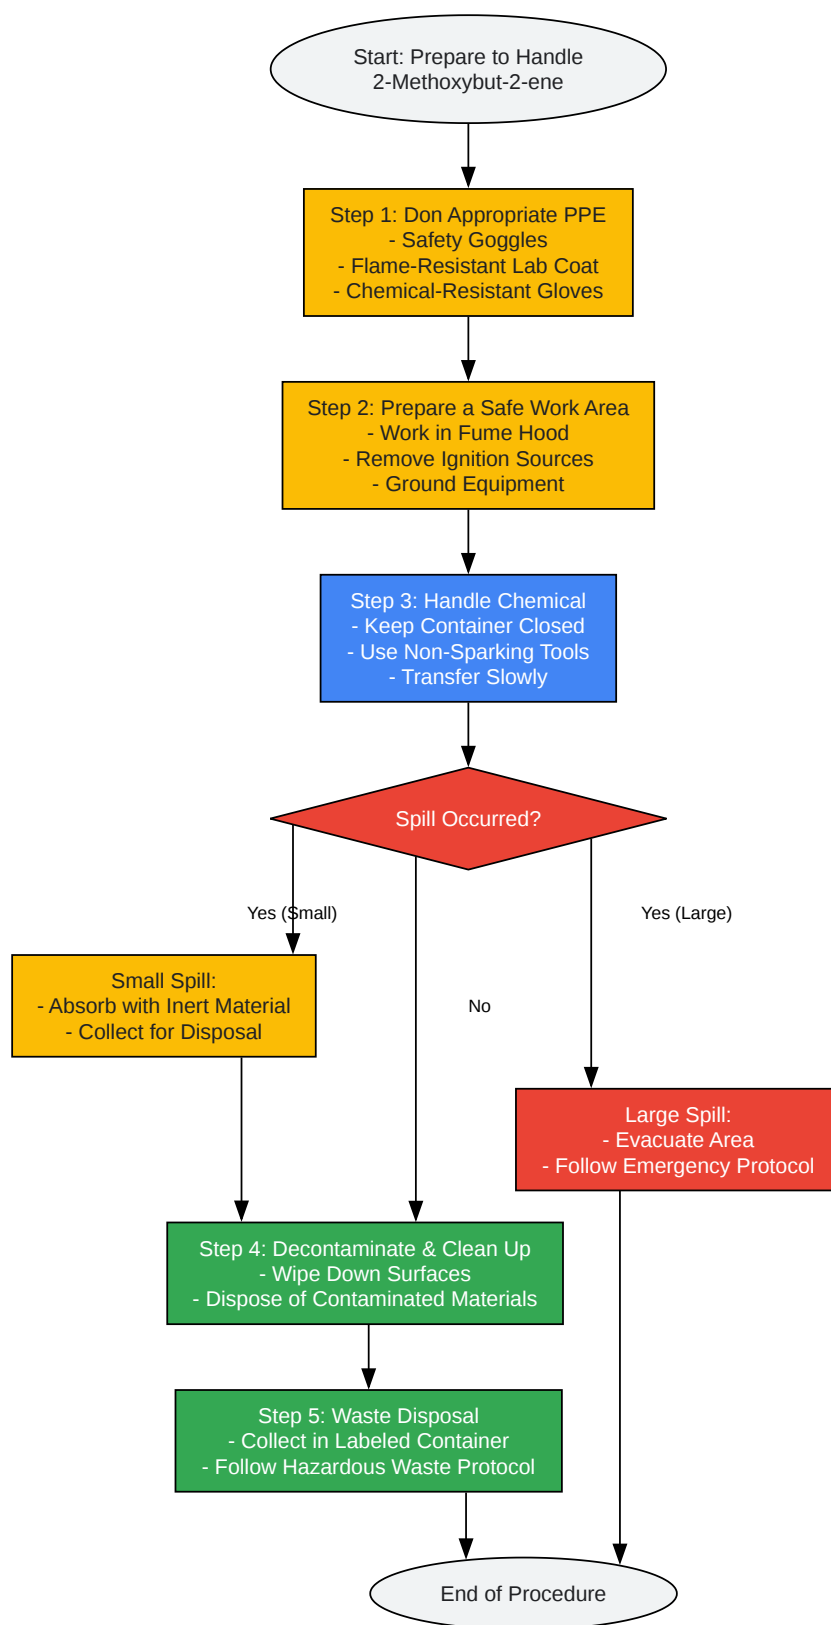 Start: Prepare to Handle
2-Methoxybut-2-ene
Step 1: Don Appropriate PPE
- Safety Goggles
- Flame-Resistant Lab Coat
- Chemical-Resistant Gloves
Step 2: Prepare a Safe Work Area
- Work in Fume Hood
- Remove Ignition Sources
- Ground Equipment
Step 3: Handle Chemical
- Keep Container Closed
- Use Non-Sparking Tools
- Transfer Slowly
Spill Occurred?
Yes (Small)
Yes (Large)
Small Spill:
- Absorb with Inert Material
- Collect for Disposal
No
Large Spill:
- Evacuate Area
- Follow Emergency Protocol
Step 4: Decontaminate & Clean Up
- Wipe Down Surfaces
- Dispose of Contaminated Materials
Step 5: Waste Disposal
- Collect in Labeled Container
- Follow Hazardous Waste Protocol
End of Procedure